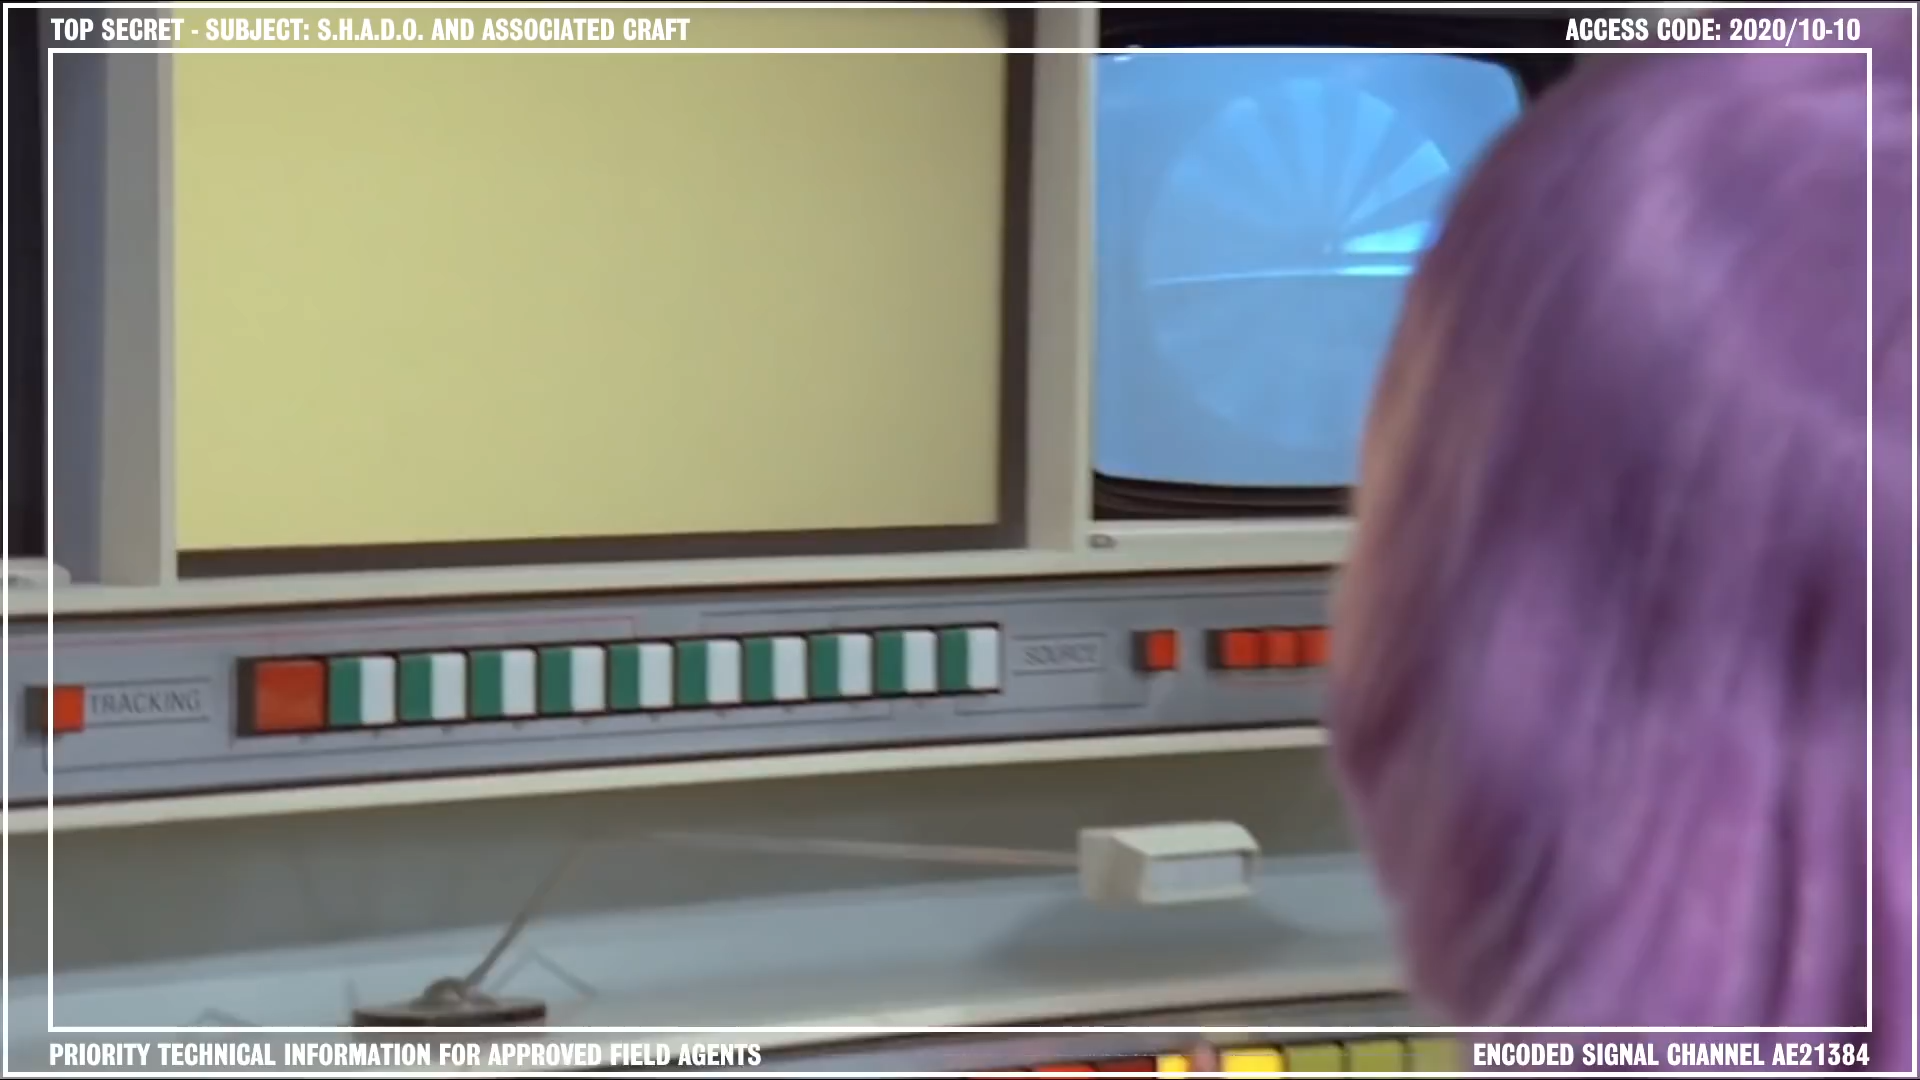 TOP SECRET - SUBJECT: S.H.A.D.O. AND ASSOCIATED CRAFT
ACCESS CODE: 2020/10-10
TRACKING
SOURCE
PRIORITY TECHNICAL INFORMATION FOR APPROVED FIELD AGENTS
ENCODED SIGNAL CHANNEL AE21384